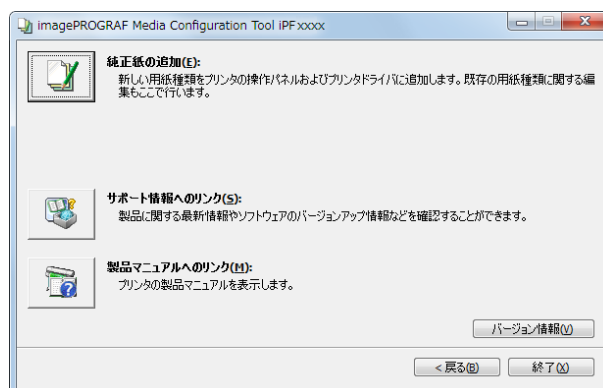 imagePROGRAF Media Configuration Tool iPFxxxx
純正紙の追加(E):
新しい用紙種類をプリンタの操作パネルおよびプリンタドライバに追加します。既存の用紙種類に関する編
集もここで行います。
サポート情報へのリンク(S):
製品に関する最新情報やソフトウェアのバージョンアップ情報などを確認することができます。
製品マニュアルへのリンク(M):
プリンタの製品マニュアルを表示します。
バージョン情報(V)
< 戻る(B)
終了(X)